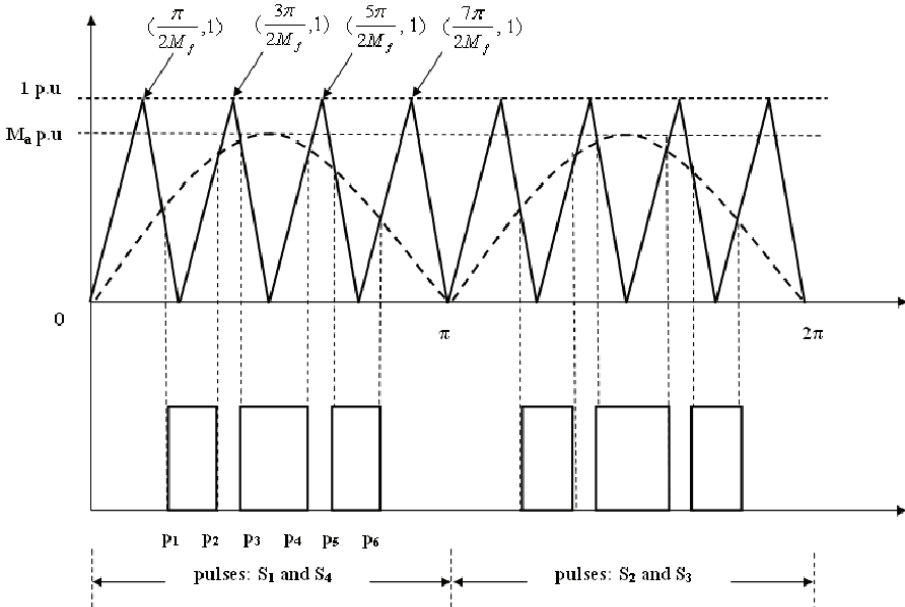 (π/2M_f, 1) (3π/2M_f, 1) (5π/2M_f, 1) (7π/2M_f, 1)
1 p.u
Mₐ p.u
0 π 2π
p₁ p₂ p₃ p₄ p₅ p₆
pulses: S₁ and S₄ pulses: S₂ and S₃